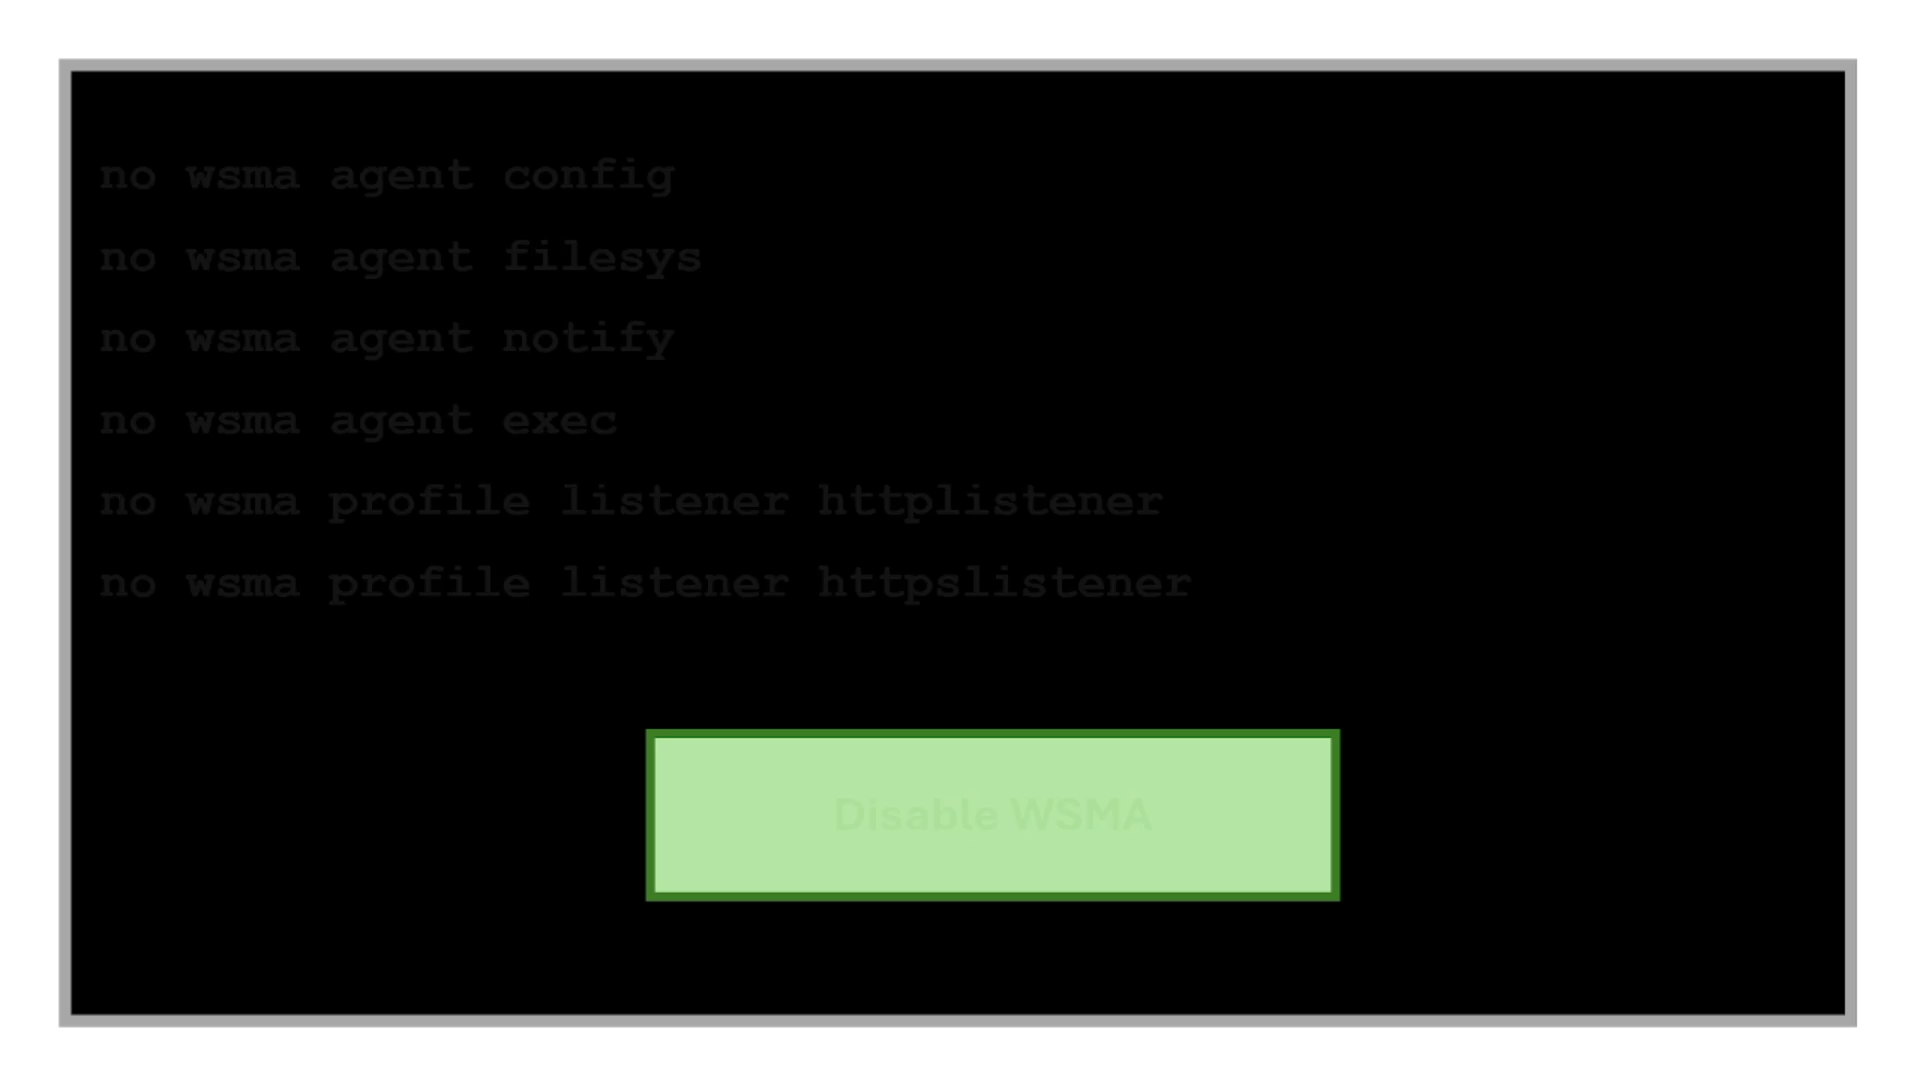 no wsma agent config
no wsma agent filesys
no wsma agent notify
no wsma agent exec
no wsma profile listener httplistener
no wsma profile listener httpslistener
Disable WSMA